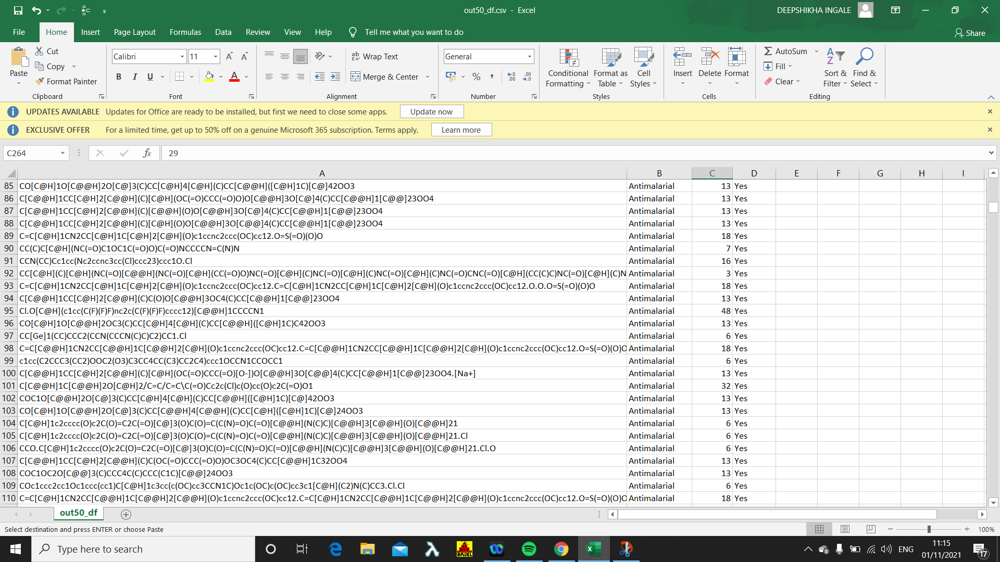 out50_df.csv - Excel
DEEPSHIKHA INGALE
File Home Insert Page Layout Formulas Data Review View Help Tell me what you want to do
Share
Paste
Cut
Copy
Format Painter
Clipboard
Calibri 11
B I U
Font
Wrap Text
Merge & Center
Alignment
General
Number
Conditional Formatting
Format as Table
Cell Styles
Styles
Insert Delete Format
Cells
AutoSum
Fill
Clear
Sort & Filter
Find & Select
Editing
UPDATES AVAILABLE Updates for Office are ready to be installed, but first we need to close some apps. Update now
EXCLUSIVE OFFER For a limited time, get up to 50% off on a genuine Microsoft 365 subscription. Terms apply. Learn more
C264 fx 29
A B C D E F G H I
85 CO[C@H]1O[C@@H]2O[C@]3(C)CC[C@H]4[C@H](C)CC[C@@H]([C@H]1C)[C@]42OO3 Antimalarial 13 Yes
86 C[C@@H]1CC[C@H]2[C@@H](C)[C@H](OC(=O)CCC(=O)O)O[C@@H]3O[C@]4(C)CC[C@@H]1[C@@]23OO4 Antimalarial 13 Yes
87 C[C@@H]1CC[C@H]2[C@@H](C)[C@@H](O)O[C@@H]3O[C@]4(C)CC[C@@H]1[C@@]23OO4 Antimalarial 13 Yes
88 C[C@@H]1CC[C@H]2[C@@H](C)[C@H](O)O[C@@H]3O[C@@]4(C)CC[C@@H]1[C@@]23OO4 Antimalarial 13 Yes
89 C=C[C@H]1CN2CC[C@H]1C[C@H]2[C@H](O)c1ccnc2ccc(OC)cc12.O=S(=O)(O)O Antimalarial 18 Yes
90 CC(C)C[C@H](NC(=O)C1OC1C(=O)O)C(=O)NCCCCN=C(N)N Antimalarial 7 Yes
91 CCN(CC)Cc1cc(Nc2ccnc3cc(Cl)ccc23)ccc1O.Cl Antimalarial 16 Yes
92 CC[C@H](C)[C@H](NC(=O)[C@@H](NC(=O)[C@H](CC(=O)O)NC(=O)[C@H](C)NC(=O)[C@H](C)NC(=O)[C@H](C)NC(=O)CNC(=O)[C@H](CC(C)C)NC(=O)[C@H](C)N Antimalarial 3 Yes
93 C=C[C@H]1CN2CC[C@H]1C[C@H]2[C@H](O)c1ccnc2ccc(OC)cc12.C=C[C@H]1CN2CC[C@H]1C[C@H]2[C@H](O)c1ccnc2ccc(OC)cc12.O.O.O=S(=O)(O)O Antimalarial 18 Yes
94 C[C@@H]1CC[C@H]2[C@@H](C)C(O)O[C@@H]3OC4(C)CC[C@@H]1[C@@]23OO4 Antimalarial 13 Yes
95 Cl.O[C@H](c1cc(C(F)(F)F)nc2c(C(F)(F)F)cccc12)[C@@H]1CCCCN1 Antimalarial 48 Yes
96 CO[C@H]1O[C@@H]2OC3(C)CC[C@H]4[C@H](C)CC[C@@H]([C@H]1C)C42OO3 Antimalarial 13 Yes
97 CC[Ge]1(CC)CCC2(CCN(CCCN(C)C)C2)CC1.Cl Antimalarial 6 Yes
98 C=C[C@@H]1CN2CC[C@@H]1C[C@@H]2[C@H](O)c1ccnc2ccc(OC)cc12.C=C[C@@H]1CN2CC[C@@H]1C[C@@H]2[C@H](O)c1ccnc2ccc(OC)cc12.O=S(=O)(O)O Antimalarial 18 Yes
99 c1cc(C2CCC3(CC2)OOC2(O3)C3CC4CC(C3)CC2C4)ccc1OCCN1CCOCC1 Antimalarial 6 Yes
100 C[C@@H]1CC[C@H]2[C@@H](C)[C@H](OC(=O)CCC(=O)[O-])O[C@@H]3O[C@@]4(C)CC[C@@H]1[C@@]23OO4.[Na+] Antimalarial 13 Yes
101 C[C@@H]1C[C@@H]2O[C@H]2/C=C/C=C\C(=O)Cc2c(Cl)c(O)cc(O)c2C(=O)O1 Antimalarial 32 Yes
102 COC1O[C@@H]2O[C@]3(C)CC[C@H]4[C@H](C)CC[C@@H]([C@H]1C)[C@]42OO3 Antimalarial 13 Yes
103 CO[C@H]1O[C@@H]2O[C@]3(C)CC[C@@H]4[C@@H](C)CC[C@H]([C@H]1C)[C@]24OO3 Antimalarial 13 Yes
104 C[C@H]1c2cccc(O)c2C(O)=C2C(=O)[C@]3(O)C(O)=C(C(N)=O)C(=O)[C@@H](N(C)C)[C@@H]3[C@@H](O)[C@@H]21 Antimalarial 6 Yes
105 C[C@H]1c2cccc(O)c2C(O)=C2C(=O)[C@]3(O)C(O)=C(C(N)=O)C(=O)[C@@H](N(C)C)[C@@H]3[C@@H](O)[C@@H]21.Cl Antimalarial 6 Yes
106 CCO.C[C@H]1c2cccc(O)c2C(O)=C2C(=O)[C@]3(O)C(O)=C(C(N)=O)C(=O)[C@@H](N(C)C)[C@@H]3[C@@H](O)[C@@H]21.Cl.O Antimalarial 6 Yes
107 C[C@@H]1CC[C@H]2[C@@H](C)C(OC(=O)CCC(=O)O)OC3OC4(C)CC[C@@H]1C32OO4 Antimalarial 13 Yes
108 COC1OC2O[C@@]3(C)CCC4C(C)CCC(C1C)[C@@]24OO3 Antimalarial 13 Yes
109 COc1ccc2cc1Oc1ccc(cc1)C[C@@H]1c3cc(c(OC)cc3CCN1C)Oc1c(OC)c(OC)cc3c1[C@H](C2)N(C)CC3.Cl.Cl Antimalarial 6 Yes
110 C=C[C@H]1CN2CC[C@@H]1C[C@@H]2[C@@H](O)c1ccnc2ccc(OC)cc12.C=C[C@H]1CN2CC[C@@H]1C[C@@H]2[C@@H](O)c1ccnc2ccc(OC)cc12.O=S(=O)(O)O Antimalarial 18 Yes
out50_df
Select destination and press ENTER or choose Paste
100%
Type here to search
BABEL
ENG
11:15
01/11/2021
17